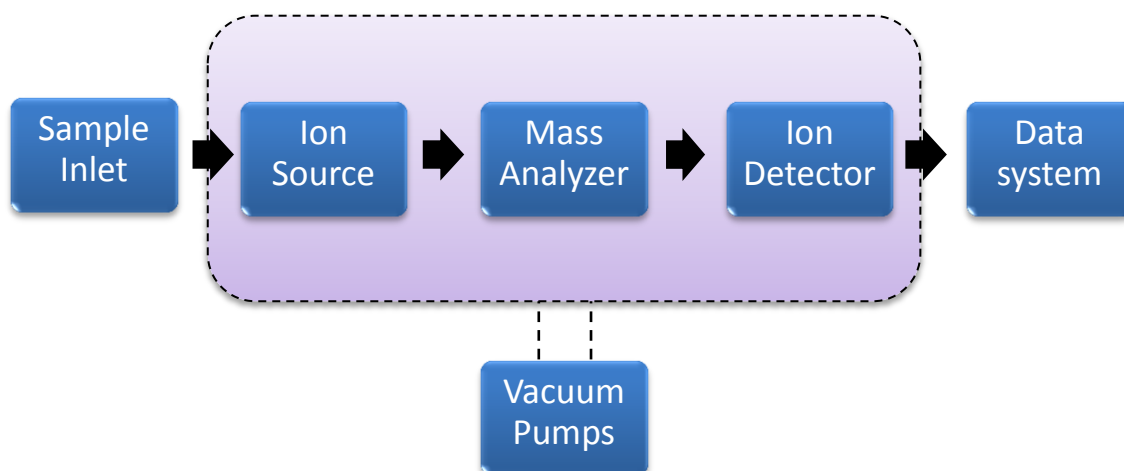 Sample
Inlet
Ion
Source
Mass
Analyzer
Ion
Detector
Data
system
Vacuum
Pumps